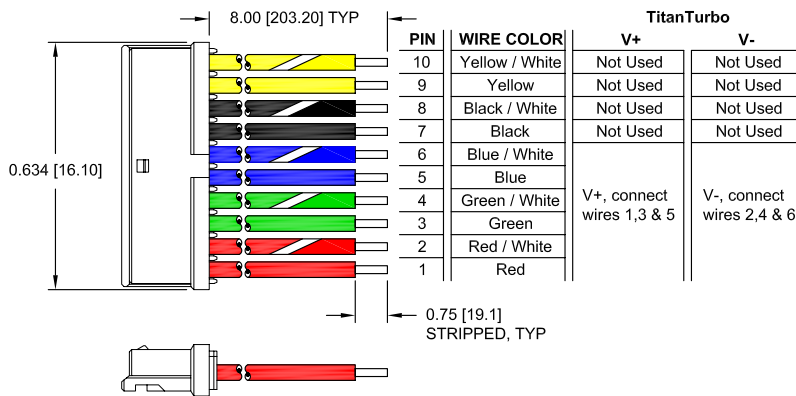 8.00 [203.20] TYP
TitanTurbo
PIN WIRE COLOR V+ V-
10 Yellow / White Not Used Not Used
9 Yellow Not Used Not Used
8 Black / White Not Used Not Used
7 Black Not Used Not Used
6 Blue / White
5 Blue
4 Green / White
3 Green
2 Red / White
1 Red
V+, connect
wires 1,3 & 5
V-, connect
wires 2,4 & 6
0.634 [16.10]
0.75 [19.1]
STRIPPED, TYP